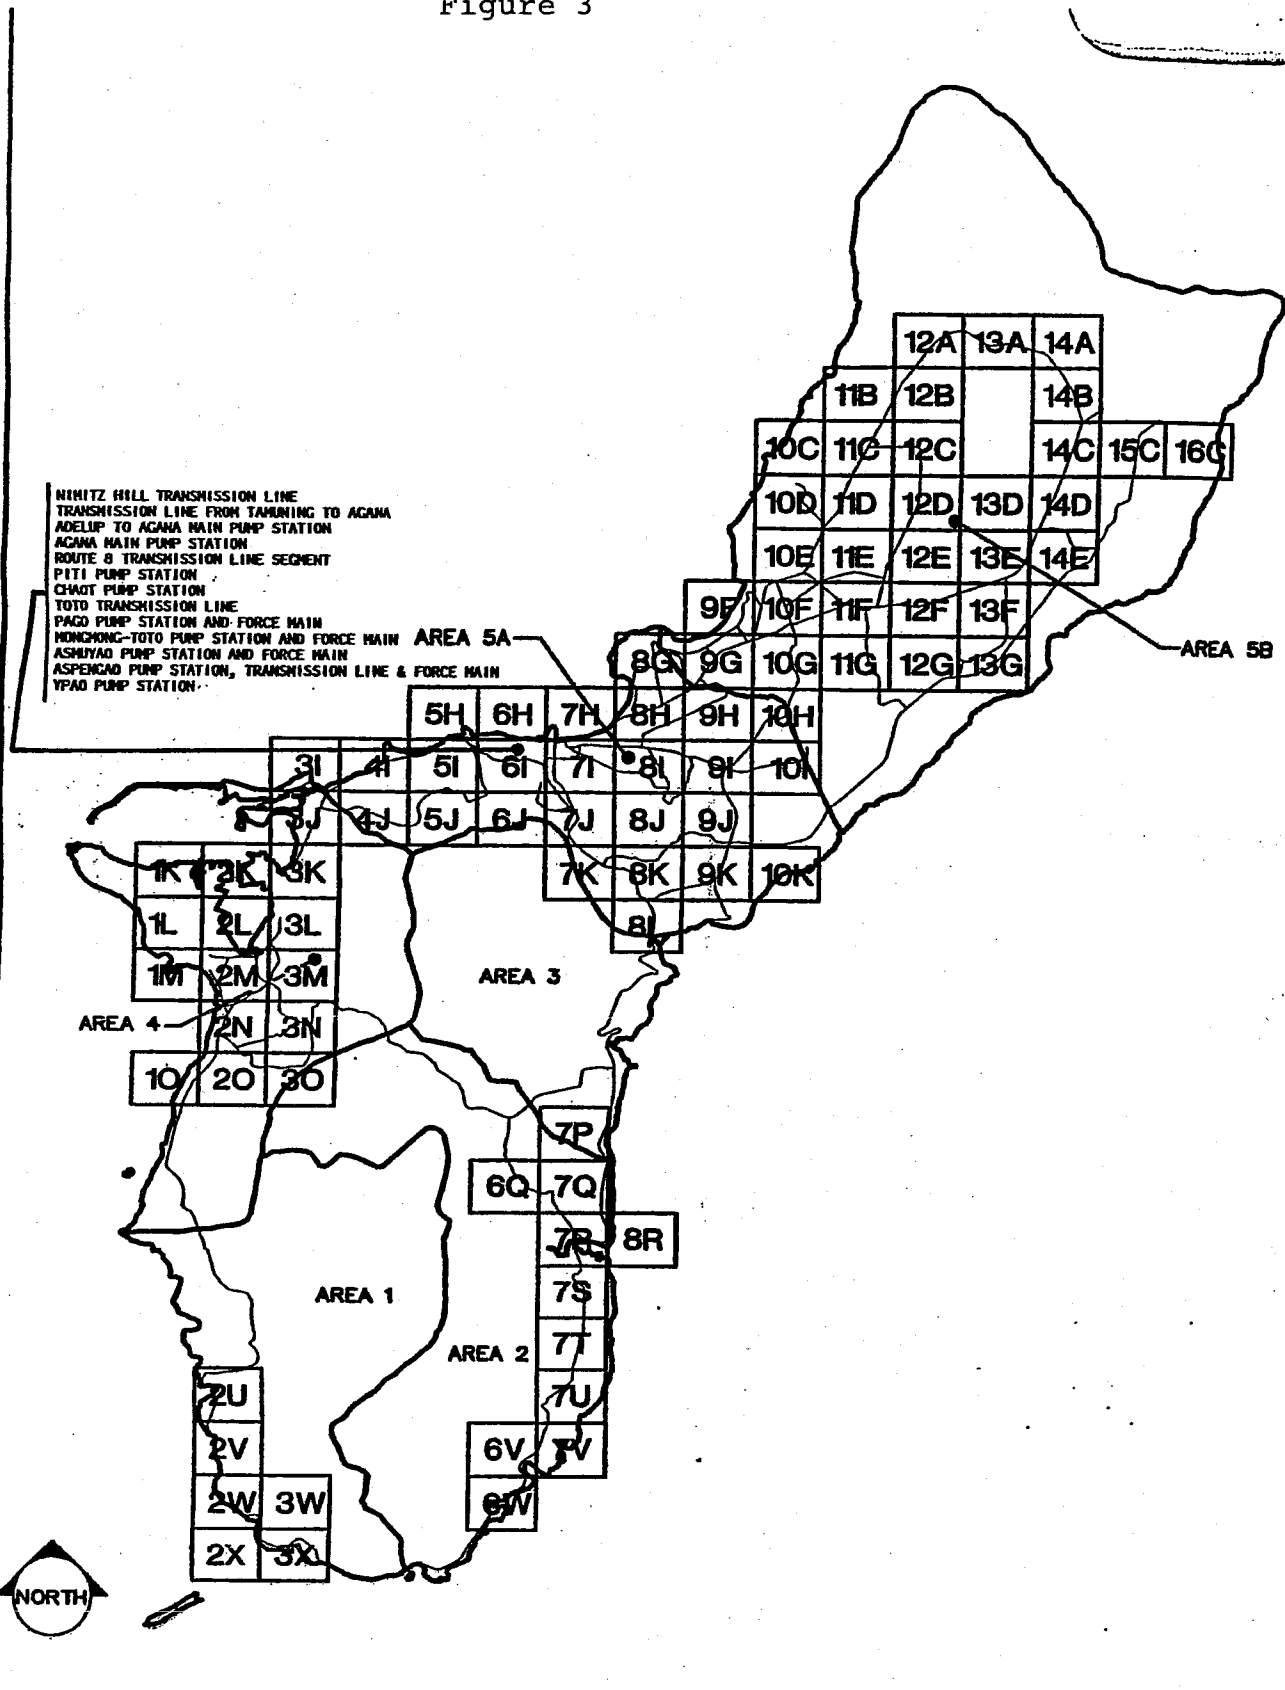 Figure 3
12A 13A 14A
11B 12B 14B
10C 11C 12C 14C 15C 16C
10D 11D 12D 13D 14D
10E 11E 12E 13E 14E
9F 10F 11F 12F 13F
8G 9G 10G 11G 12G 13G
AREA 5B
NIMITZ HILL TRANSMISSION LINE
TRANSMISSION LINE FROM TAMUNING TO AGANA
ADELUP TO AGANA MAIN PUMP STATION
AGANA MAIN PUMP STATION
ROUTE 8 TRANSMISSION LINE SEGMENT
PITI PUMP STATION
CHAOT PUMP STATION
TOTO TRANSMISSION LINE
PAGO PUMP STATION AND FORCE MAIN
MONGMONG-TOTO PUMP STATION AND FORCE MAIN
ASMUYAO PUMP STATION AND FORCE MAIN
ASPENGAO PUMP STATION, TRANSMISSION LINE & FORCE MAIN
YPAO PUMP STATION
AREA 5A
5H 6H 7H 8H 9H 10H
3I 4I 5I 6I 7I 8I 9I 10I
3J 4J 5J 6J 7J 8J 9J
1K 2K 3K 7K 8K 9K 10K
1L 2L 3L 8L
1M 2M 3M
AREA 3
AREA 4
2N 3N
1O 2O 3O
7P
6Q 7Q
7R 8R
7S
AREA 1
7T
AREA 2
2U 7U
2V 6V 7V
2W 3W 6W
2X 3X
NORTH